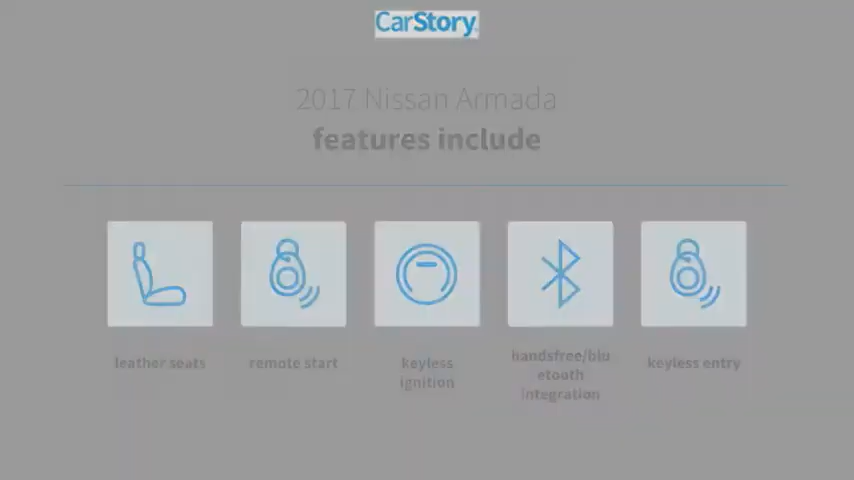 CarStory
2017 Nissan Armada
features include
leather seats
remote start
keyless
ignition
handsfree/blu
etooth
integration
keyless entry